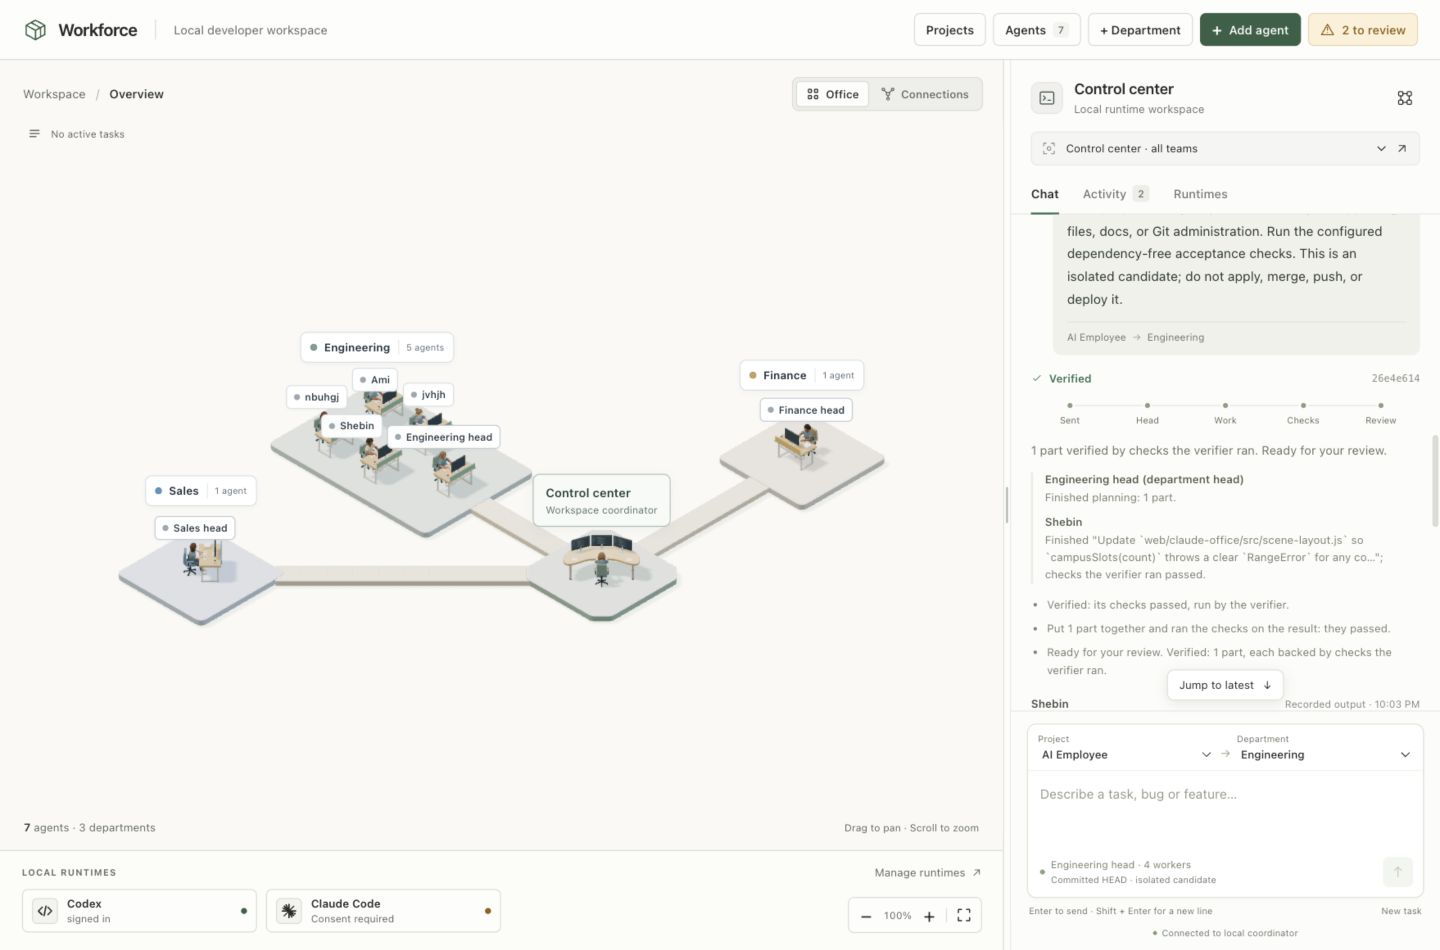 Workforce
Local developer workspace
Projects
Agents 7
+ Department
+ Add agent
2 to review
Workspace / Overview
Office
Connections
No active tasks
Engineering 5 agents
Ami
nbuhgj
jvhjh
Shebin
Engineering head
Finance 1 agent
Finance head
Sales 1 agent
Sales head
Control center
Workspace coordinator
7 agents · 3 departments
Drag to pan · Scroll to zoom
LOCAL RUNTIMES
Manage runtimes ↗
Codex
signed in
Claude Code
Consent required
− 100% +
Control center
Local runtime workspace
Control center · all teams
Chat
Activity 2
Runtimes
files, docs, or Git administration. Run the configured
dependency-free acceptance checks. This is an
isolated candidate; do not apply, merge, push, or
deploy it.
AI Employee → Engineering
Verified
26e4e614
Sent
Head
Work
Checks
Review
1 part verified by checks the verifier ran. Ready for your review.
Engineering head (department head)
Finished planning: 1 part.
Shebin
Finished "Update `web/claude-office/src/scene-layout.js` so
`campusSlots(count)` throws a clear `RangeError` for any co…";
checks the verifier ran passed.
• Verified: its checks passed, run by the verifier.
• Put 1 part together and ran the checks on the result: they passed.
• Ready for your review. Verified: 1 part, each backed by checks the
verifier ran.
Jump to latest ↓
Shebin
Recorded output · 10:03 PM
Project
AI Employee
→
Department
Engineering
Describe a task, bug or feature...
Engineering head · 4 workers
Committed HEAD · isolated candidate
Enter to send · Shift + Enter for a new line
New task
Connected to local coordinator